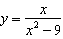 y = x / (x² − 9)